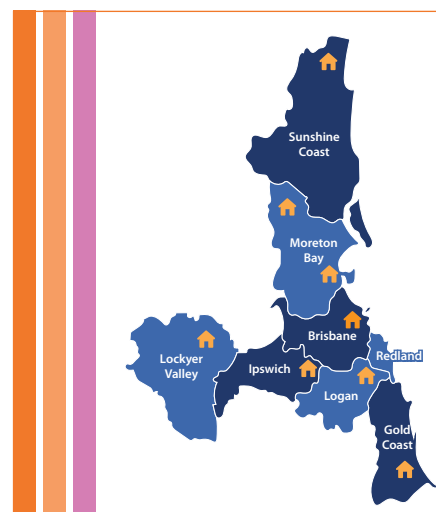 Sunshine
Coast
Moreton
Bay
Brisbane
Redland
Lockyer
Valley
Ipswich
Logan
Gold
Coast